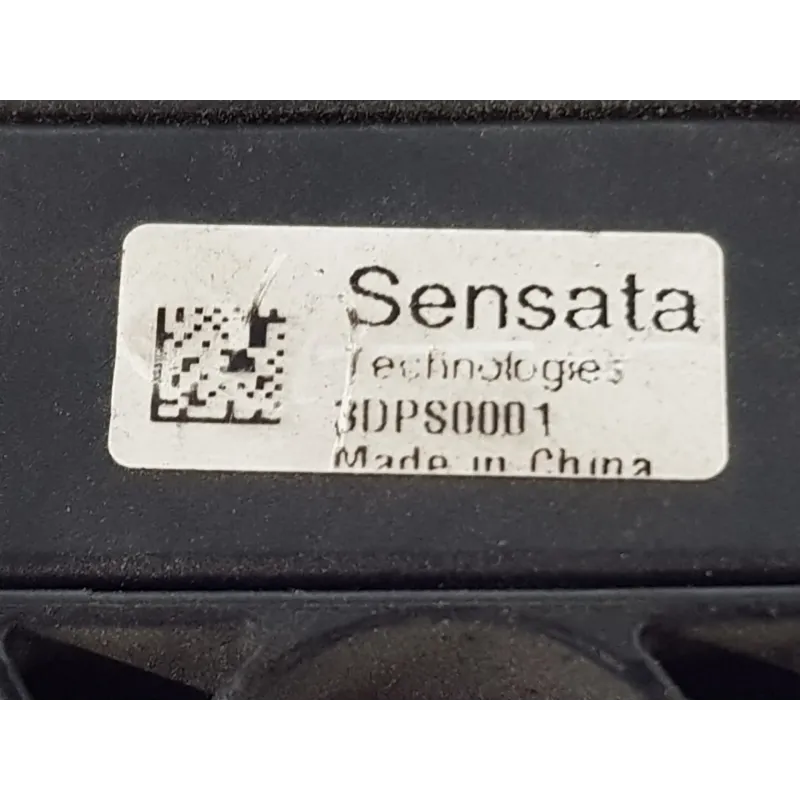 Sensata
Technologies
3DPS0001
Made in China